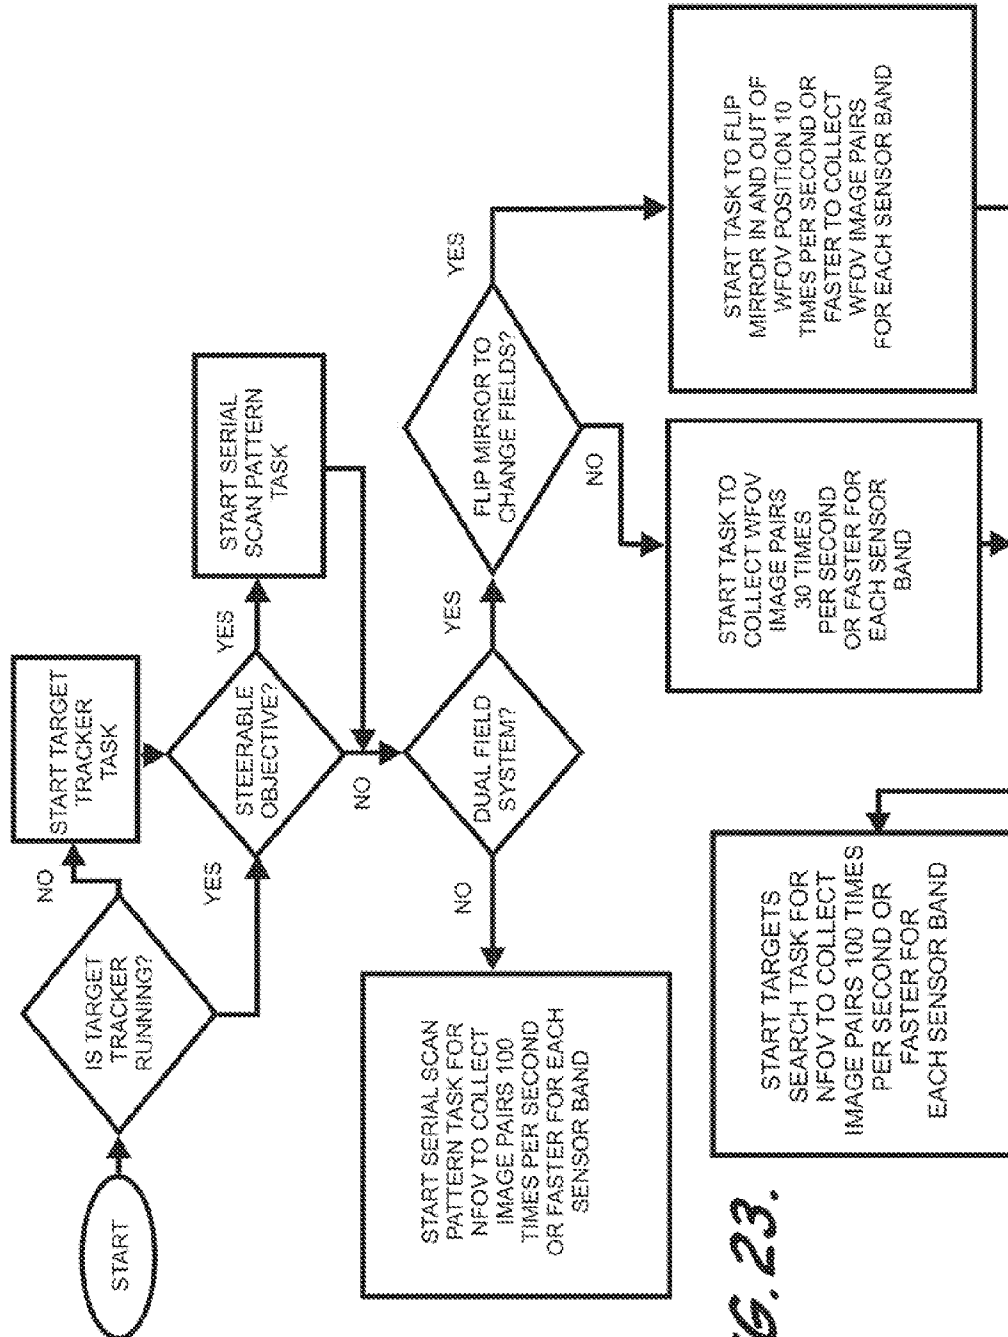 START
IS TARGET
TRACKER
RUNNING?
NO
START TARGET
TRACKER
TASK
YES
STEERABLE
OBJECTIVE?
YES
START SERIAL
SCAN PATTERN
TASK
NO
DUAL FIELD
SYSTEM?
NO
START SERIAL SCAN
PATTERN TASK FOR
NFOV TO COLLECT
IMAGE PAIRS 100
TIMES PER SECOND
OR FASTER FOR EACH
SENSOR BAND
YES
FLIP MIRROR TO
CHANGE FIELDS?
YES
START TASK TO FLIP
MIRROR IN AND OUT OF
WFOV POSITION 10
TIMES PER SECOND OR
FASTER TO COLLECT
WFOV IMAGE PAIRS
FOR EACH SENSOR BAND
NO
START TASK TO
COLLECT WFOV
IMAGE PAIRS
30 TIMES
PER SECOND
OR FASTER FOR
EACH SENSOR
BAND
START TARGETS
SEARCH TASK FOR
NFOV TO COLLECT
IMAGE PAIRS 100 TIMES
PER SECOND OR
FASTER FOR
EACH SENSOR BAND
G. 23.